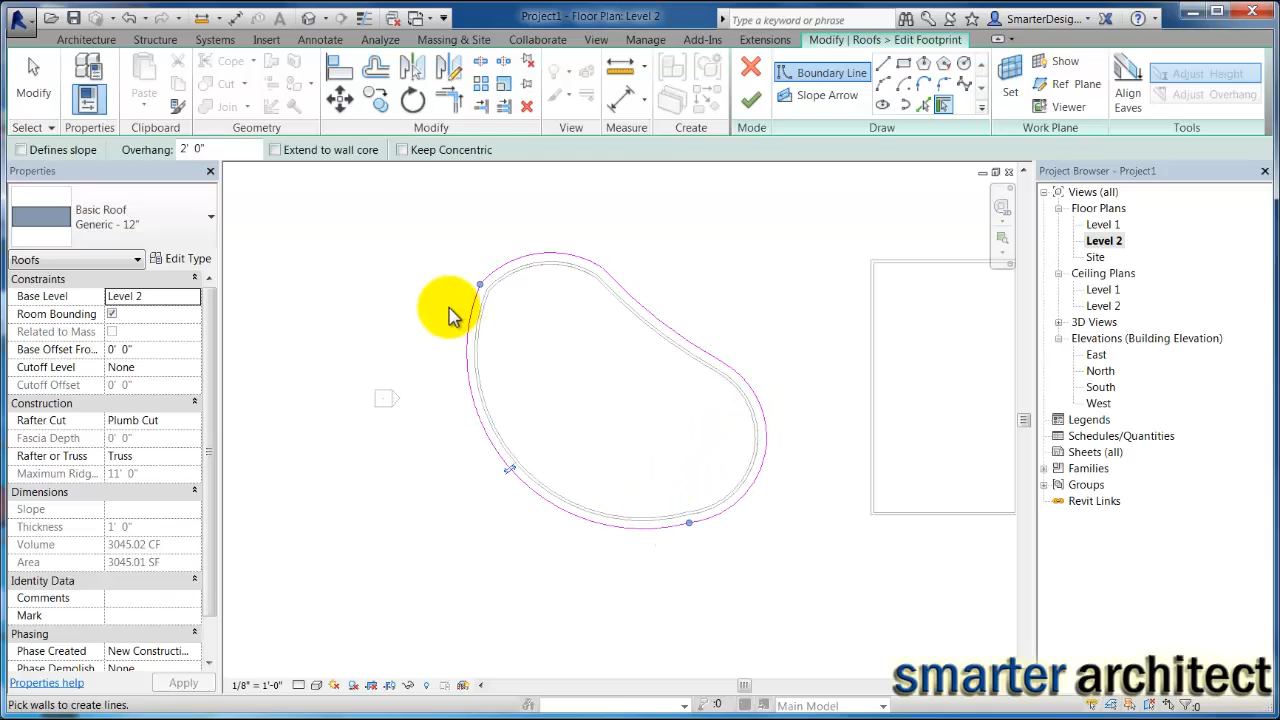 Project1 - Floor Plan: Level 2
Type a keyword or phrase
SmarterDesig...
Architecture Structure Systems Insert Annotate Analyze Massing & Site Collaborate View Manage Add-Ins Extensions Modify | Roofs > Edit Footprint
Modify
Paste
Cope
Cut
Join
Boundary Line
Slope Arrow
Set
Show
Ref Plane
Viewer
Align
Eaves
Adjust Height
Adjust Overhang
Select Properties Clipboard Geometry Modify View Measure Create Mode Draw Work Plane Tools
Defines slope Overhang: 2' 0" Extend to wall core Keep Concentric
Properties
Basic Roof
Generic - 12"
Roofs Edit Type
Constraints
Base Level Level 2
Room Bounding
Related to Mass
Base Offset Fro... 0' 0"
Cutoff Level None
Cutoff Offset 0' 0"
Construction
Rafter Cut Plumb Cut
Fascia Depth 0' 0"
Rafter or Truss Truss
Maximum Ridg... 11' 0"
Dimensions
Slope
Thickness 1' 0"
Volume 3045.02 CF
Area 3045.01 SF
Identity Data
Comments
Mark
Phasing
Phase Created New Constructi...
Phase Demolish None
Properties help Apply
Project Browser - Project1
Views (all)
Floor Plans
Level 1
Level 2
Site
Ceiling Plans
Level 1
Level 2
3D Views
Elevations (Building Elevation)
East
North
South
West
Legends
Schedules/Quantities
Sheets (all)
Families
Groups
Revit Links
1/8" = 1'-0"
Pick walls to create lines.
:0
Main Model
:0
smarter architect